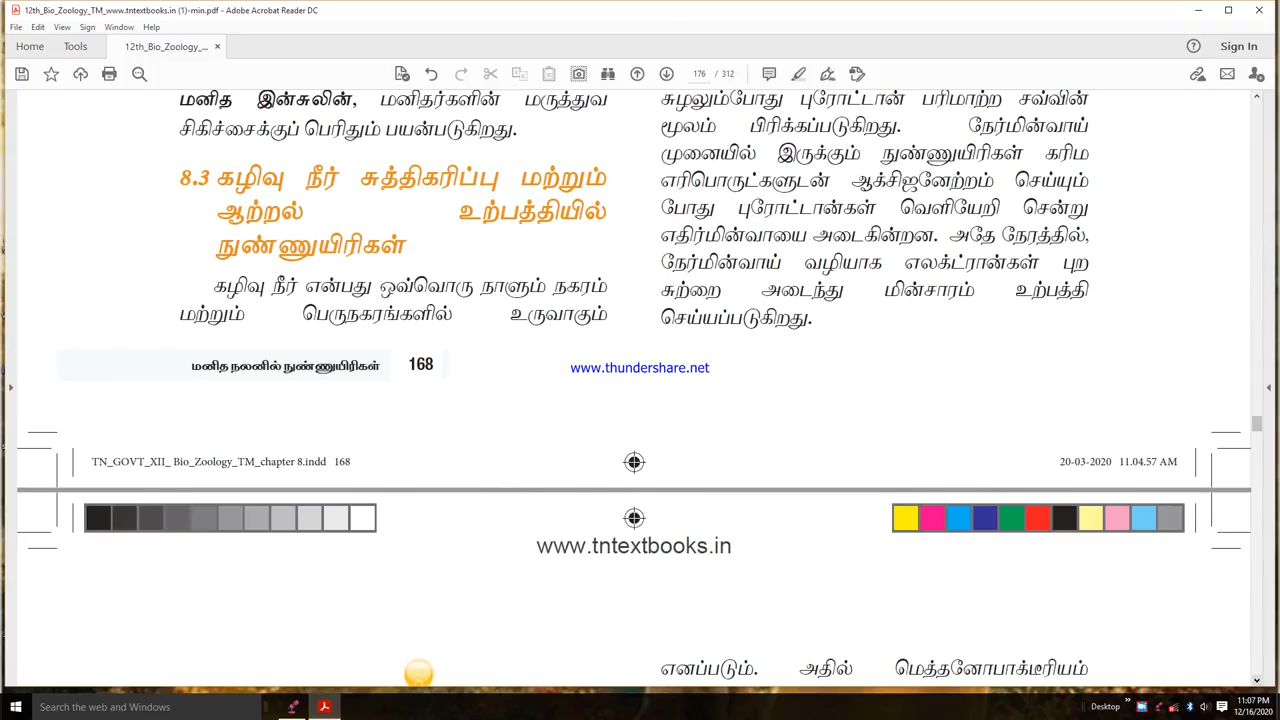 12th_Bio_Zoology_TM_www.tntextbooks.in (1)-min.pdf - Adobe Acrobat Reader DC
File Edit View Sign Window Help
Home Tools 12th_Bio_Zoology_... × Sign In
176 / 312
மனித இன்சுலின், மனிதர்களின் மருத்துவ
சிகிச்சைக்குப் பெரிதும் பயன்படுகிறது.
8.3 கழிவு நீர் சுத்திகரிப்பு மற்றும்
ஆற்றல் உற்பத்தியில்
நுண்ணுயிரிகள்
கழிவு நீர் என்பது ஒவ்வொரு நாளும் நகரம்
மற்றும் பெருநகரங்களில் உருவாகும்
சுழலும்போது புரோட்டான் பரிமாற்ற சவ்வின்
மூலம் பிரிக்கப்படுகிறது. நேர்மின்வாய்
முனையில் இருக்கும் நுண்ணுயிரிகள் கரிம
எரிபொருட்களுடன் ஆக்சிஜனேற்றம் செய்யும்
போது புரோட்டான்கள் வெளியேறி சென்று
எதிர்மின்வாயை அடைகின்றன. அதே நேரத்தில்,
நேர்மின்வாய் வழியாக எலக்ட்ரான்கள் புற
சுற்றை அடைந்து மின்சாரம் உற்பத்தி
செய்யப்படுகிறது.
மனித நலனில் நுண்ணுயிரிகள் 168
www.thundershare.net
TN_GOVT_XII_ Bio_Zoology_TM_chapter 8.indd 168
20-03-2020 11.04.57 AM
www.tntextbooks.in
எனப்படும். அதில் மெத்தனோபாக்டீரியம்
Search the web and Windows
Desktop
11:07 PM
12/16/2020